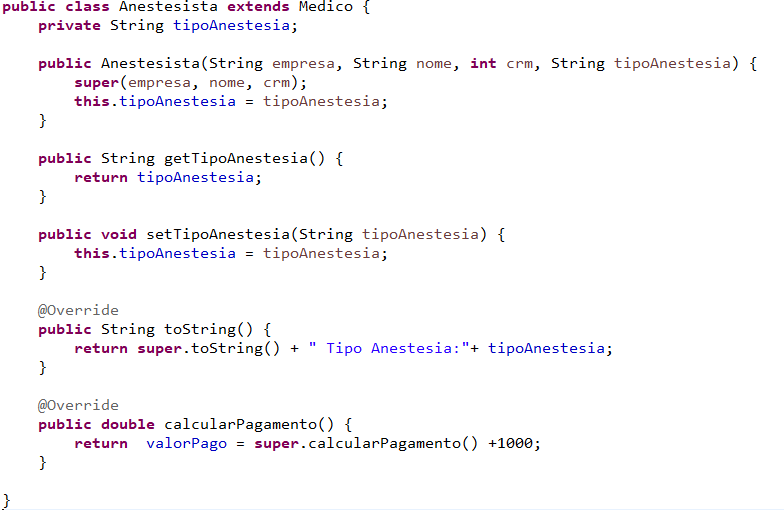 public class Anestesista extends Medico {
    private String tipoAnestesia;

    public Anestesista(String empresa, String nome, int crm, String tipoAnestesia) {
        super(empresa, nome, crm);
        this.tipoAnestesia = tipoAnestesia;
    }

    public String getTipoAnestesia() {
        return tipoAnestesia;
    }

    public void setTipoAnestesia(String tipoAnestesia) {
        this.tipoAnestesia = tipoAnestesia;
    }

    @Override
    public String toString() {
        return super.toString() + " Tipo Anestesia:"+ tipoAnestesia;
    }

    @Override
    public double calcularPagamento() {
        return  valorPago = super.calcularPagamento() +1000;
    }

}